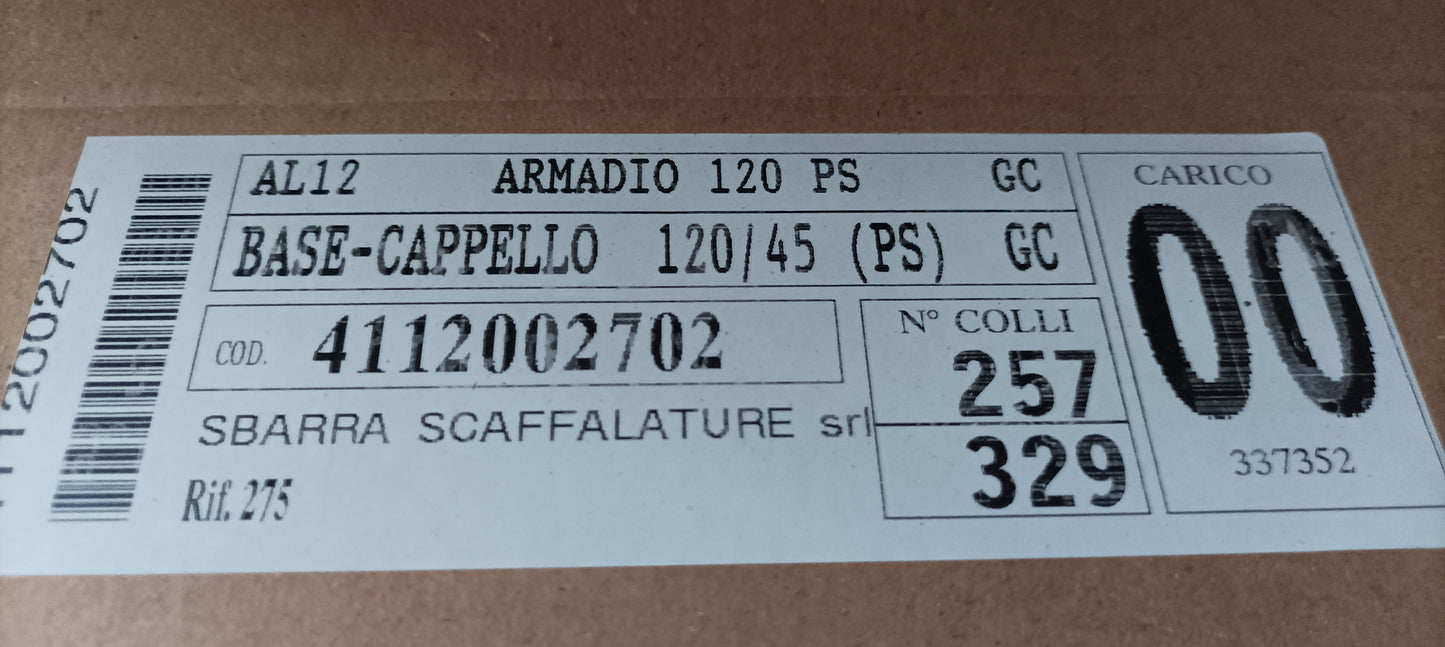 AL12 ARMADIO 120 PS GC
BASE-CAPPELLO 120/45 (PS) GC
COD. 4112002702
SBARRA SCAFFALATURE srl
Rif. 275
N° COLLI
257
329
CARICO
00
337352
4112002702